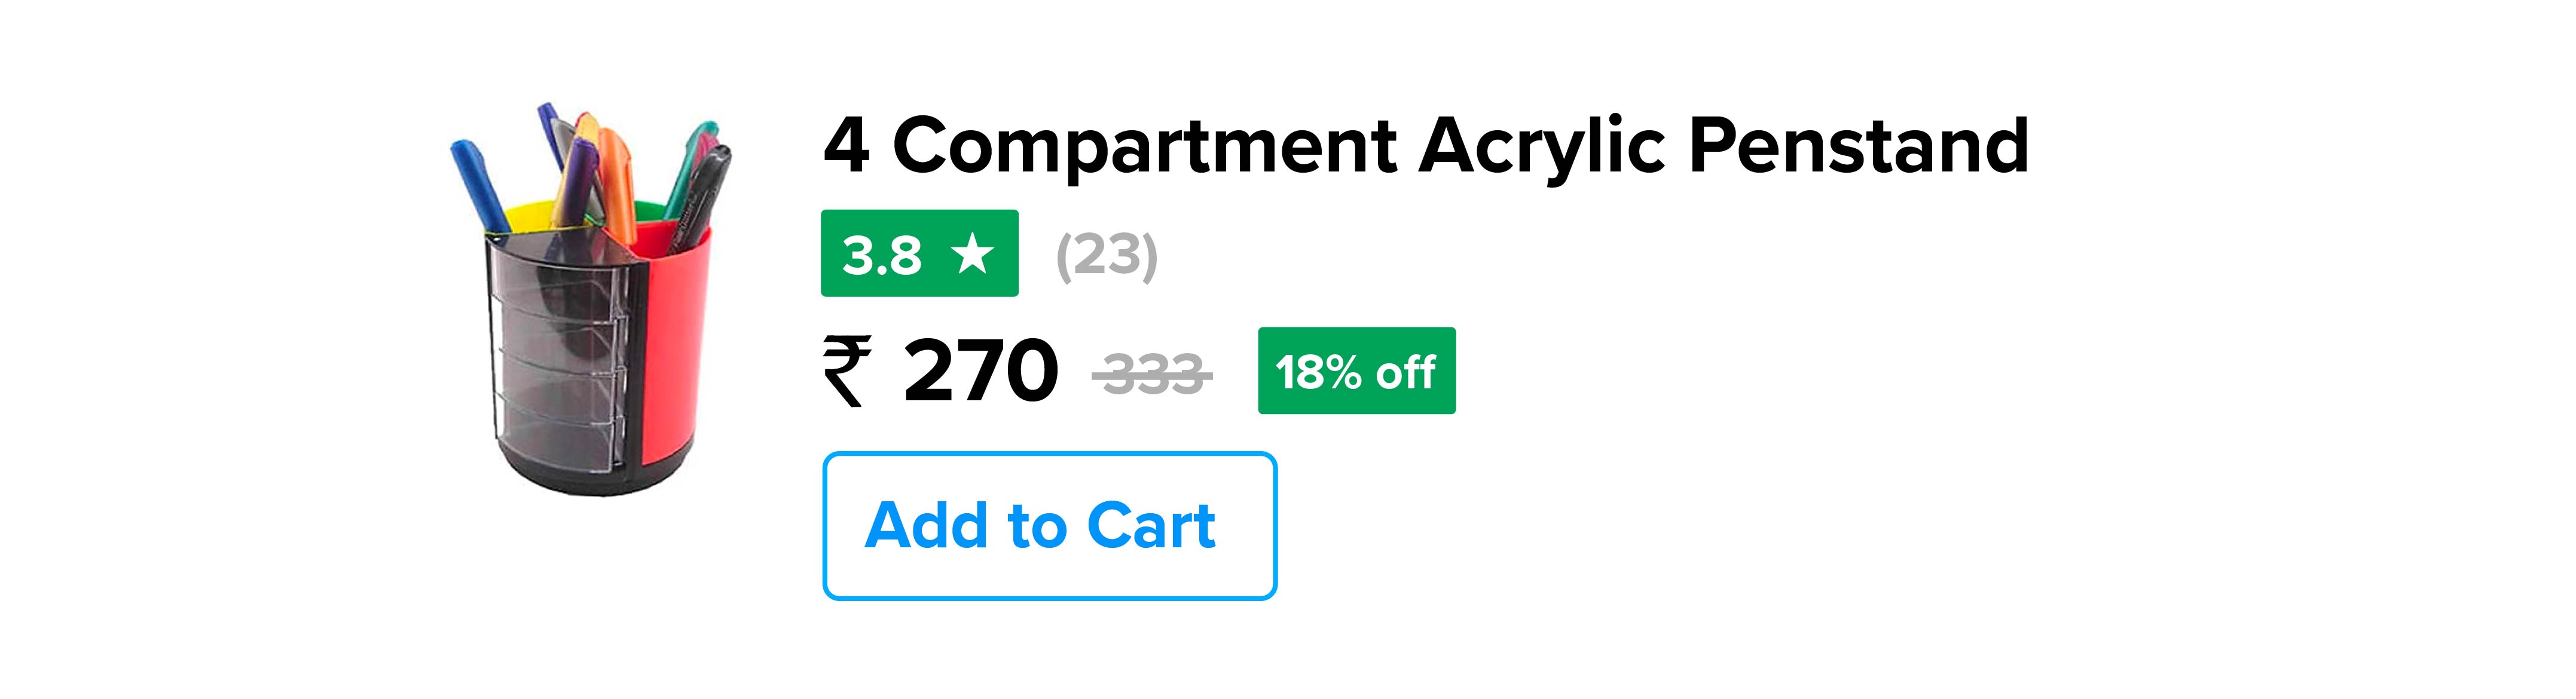 4 Compartment Acrylic Penstand
3.8 ★ (23)
₹ 270 333 18% off
Add to Cart